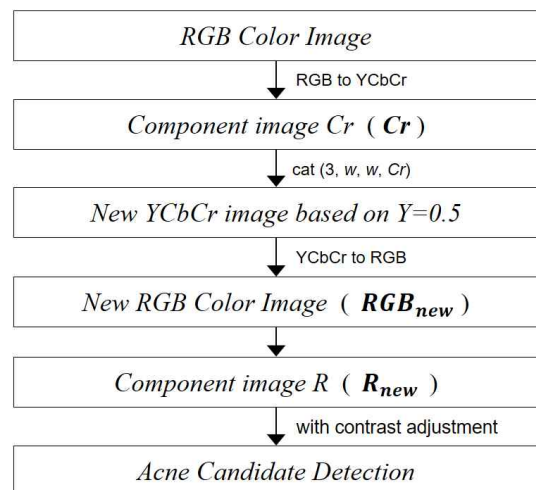 RGB Color Image
RGB to YCbCr
Component image Cr ( Cr )
cat (3, w, w, Cr)
New YCbCr image based on Y=0.5
YCbCr to RGB
New RGB Color Image ( RGBnew )
Component image R ( Rnew )
with contrast adjustment
Acne Candidate Detection